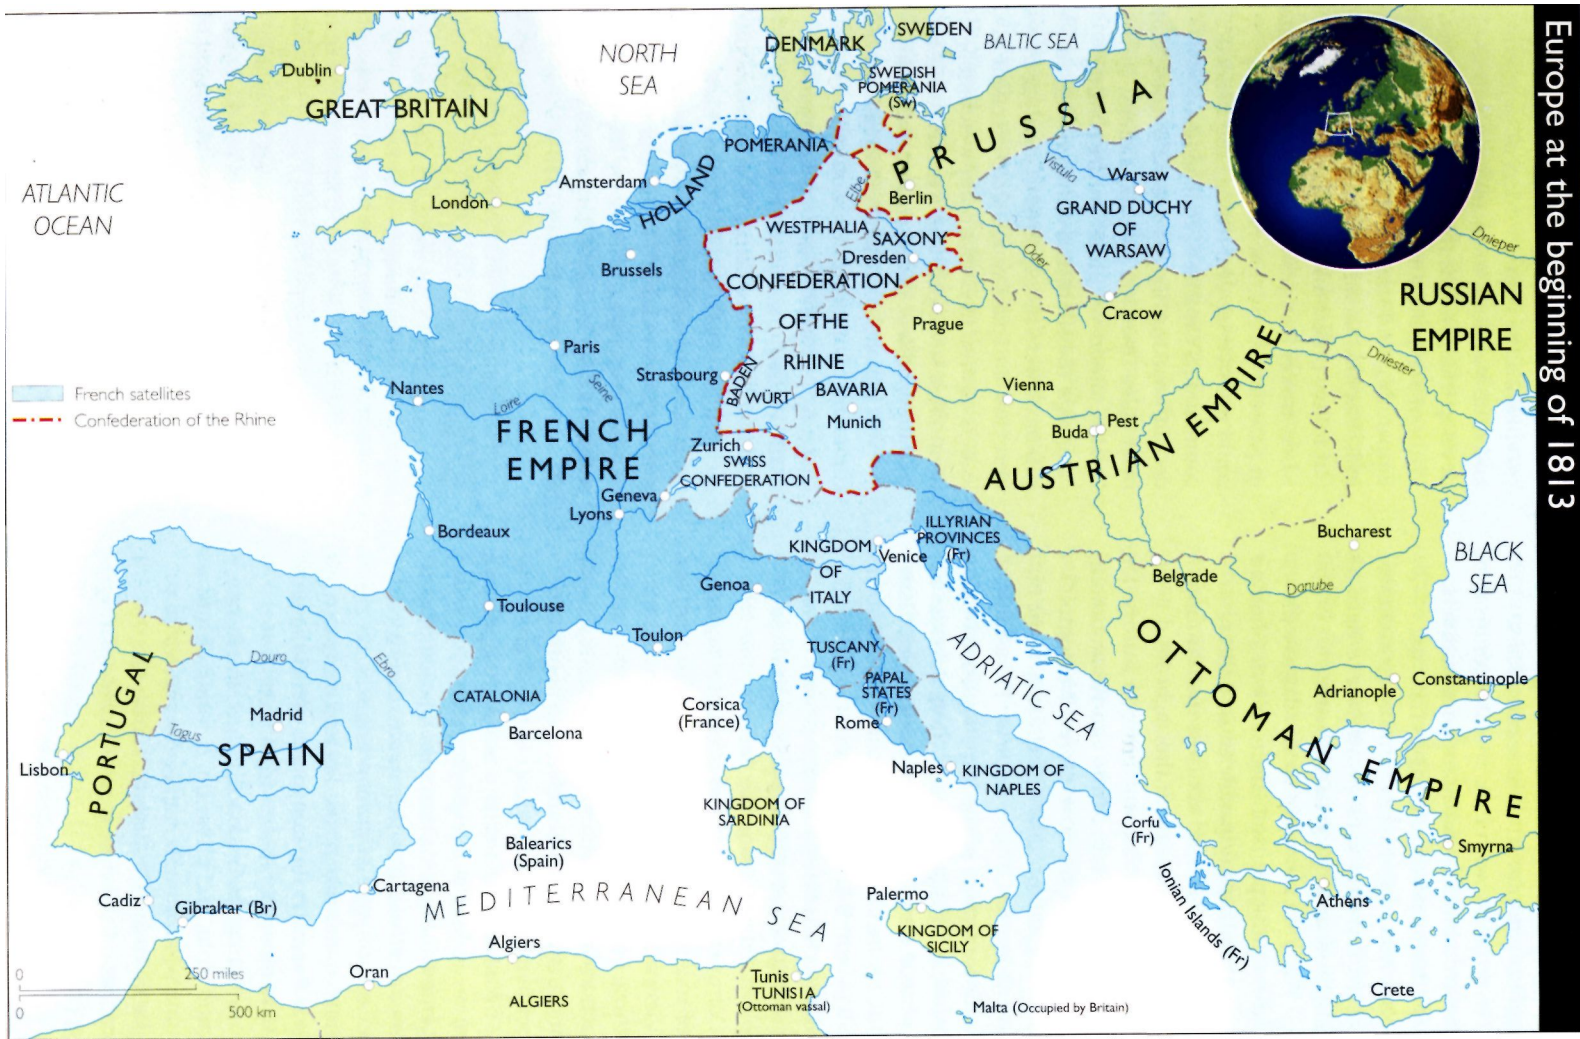 Europe at the beginning of 1813
NORTH
SEA
DENMARK
SWEDEN
BALTIC SEA
SWEDISH
POMERANIA
(Sw)
Dublin
GREAT BRITAIN
London
ATLANTIC
OCEAN
Amsterdam
HOLLAND
POMERANIA
PRUSSIA
Elbe
Berlin
Vistula
Warsaw
GRAND DUCHY
OF
WARSAW
Dnieper
Brussels
WESTPHALIA
SAXONY
Dresden
Oder
CONFEDERATION
OF THE
RHINE
Prague
Cracow
RUSSIAN
EMPIRE
Dniester
Paris
Seine
Strasbourg
BADEN
WÜRT
BAVARIA
Munich
Vienna
Buda
Pest
AUSTRIAN EMPIRE
French satellites
Confederation of the Rhine
Nantes
Loire
FRENCH
EMPIRE
Zurich
SWISS
CONFEDERATION
Geneva
Lyons
Bordeaux
KINGDOM
OF
ITALY
Venice
ILLYRIAN
PROVINCES
(Fr)
Bucharest
Belgrade
Danube
BLACK
SEA
Genoa
Toulouse
Toulon
TUSCANY
(Fr)
PAPAL
STATES
(Fr)
Rome
ADRIATIC SEA
OTTOMAN EMPIRE
Adrianople
Constantinople
PORTUGAL
Lisbon
Douro
Ebro
Tagus
Madrid
SPAIN
CATALONIA
Barcelona
Corsica
(France)
Naples
KINGDOM OF
NAPLES
KINGDOM OF
SARDINIA
Balearics
(Spain)
Corfu
(Fr)
Ionian Islands (Fr)
Smyrna
Athens
Cadiz
Gibraltar (Br)
Cartagena
MEDITERRANEAN SEA
Palermo
KINGDOM OF
SICILY
0 250 miles
0 500 km
Oran
Algiers
ALGIERS
Tunis
TUNISIA
(Ottoman vassal)
Malta (Occupied by Britain)
Crete